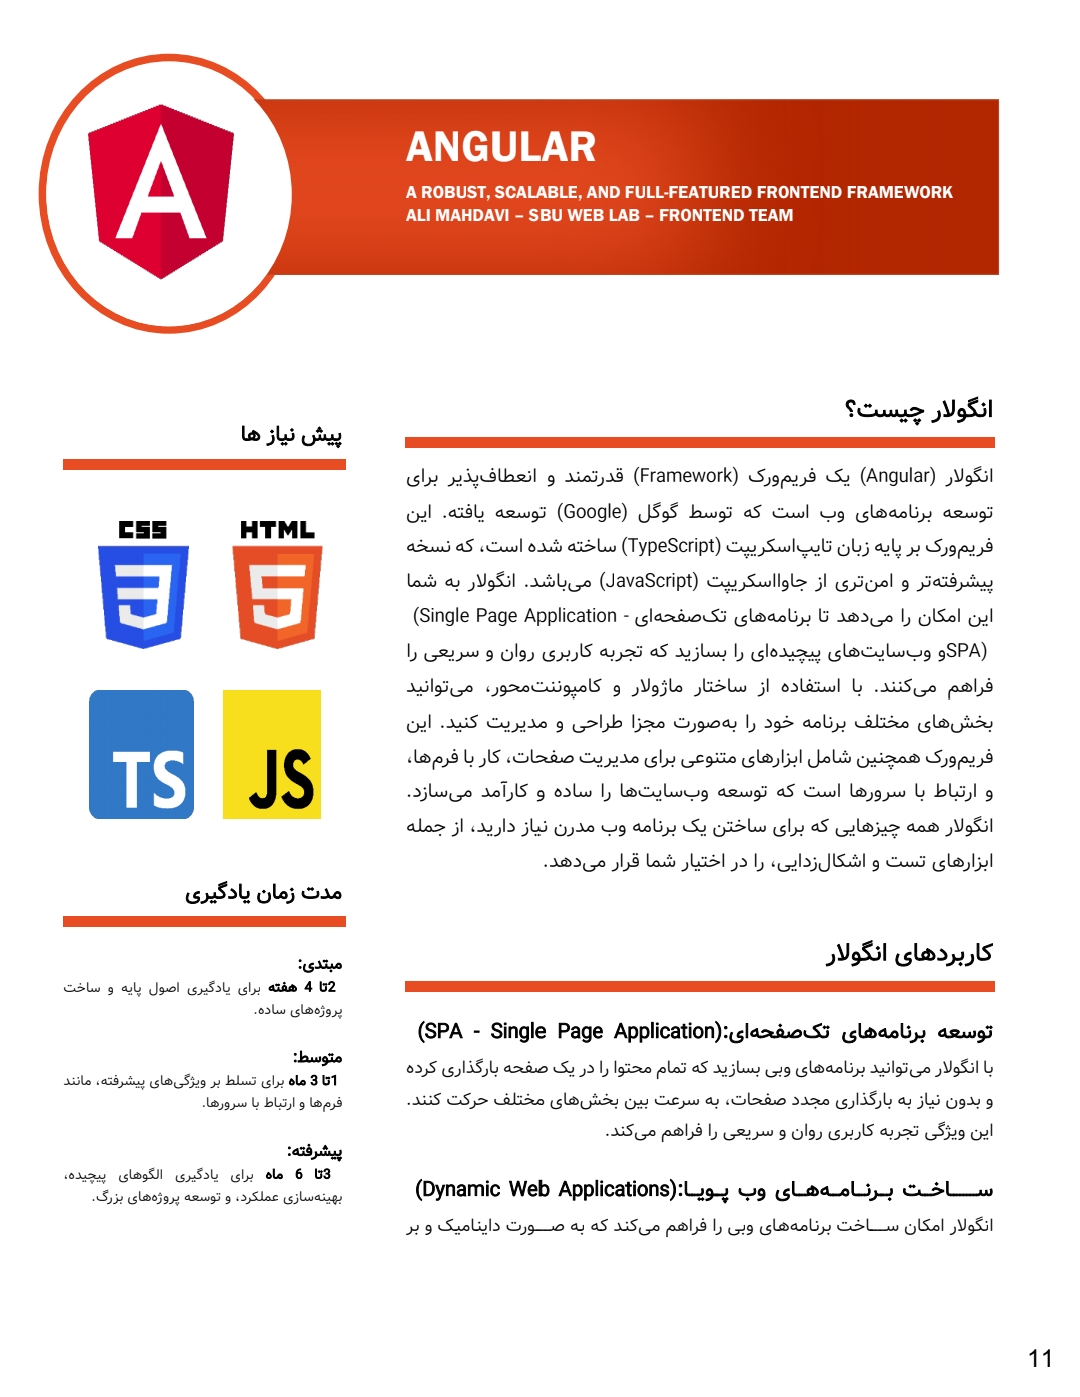 ANGULAR
A ROBUST, SCALABLE, AND FULL-FEATURED FRONTEND FRAMEWORK
ALI MAHDAVI – SBU WEB LAB – FRONTEND TEAM
انگولار چیست؟
انگولار (Angular) یک فریم‌ورک (Framework) قدرتمند و انعطاف‌پذیر برای
توسعه برنامه‌های وب است که توسط گوگل (Google) توسعه یافته. این
فریم‌ورک بر پایه زبان تایپ‌اسکریپت (TypeScript) ساخته شده است، که نسخه
پیشرفته‌تر و امن‌تری از جاوااسکریپت (JavaScript) می‌باشد. انگولار به شما
این امکان را می‌دهد تا برنامه‌های تک‌صفحه‌ای - Single Page Application)
(SPAو وب‌سایت‌های پیچیده‌ای را بسازید که تجربه کاربری روان و سریعی را
فراهم می‌کنند. با استفاده از ساختار ماژولار و کامپوننت‌محور، می‌توانید
بخش‌های مختلف برنامه خود را به‌صورت مجزا طراحی و مدیریت کنید. این
فریم‌ورک همچنین شامل ابزارهای متنوعی برای مدیریت صفحات، کار با فرم‌ها،
و ارتباط با سرورها است که توسعه وب‌سایت‌ها را ساده و کارآمد می‌سازد.
انگولار همه چیزهایی که برای ساختن یک برنامه وب مدرن نیاز دارید، از جمله
ابزارهای تست و اشکال‌زدایی، را در اختیار شما قرار می‌دهد.
کاربردهای انگولار
توسعه برنامه‌های تک‌صفحه‌ای:(SPA - Single Page Application)
با انگولار می‌توانید برنامه‌های وبی بسازید که تمام محتوا را در یک صفحه بارگذاری کرده
و بدون نیاز به بارگذاری مجدد صفحات، به سرعت بین بخش‌های مختلف حرکت کنند.
این ویژگی تجربه کاربری روان و سریعی را فراهم می‌کند.
ســـــاخــت بــرنــامــه‌هــای وب پــویــا:(Dynamic Web Applications)
انگولار امکان ســـاخت برنامه‌های وبی را فراهم می‌کند که به صـــورت داینامیک و بر
پیش نیاز ها
CSS HTML
3 5
TS JS
مدت زمان یادگیری
مبتدی:
2تا 4 هفته برای یادگیری اصول پایه و ساخت
پروژه‌های ساده.
متوسط:
1تا 3 ماه برای تسلط بر ویژگی‌های پیشرفته، مانند
فرم‌ها و ارتباط با سرورها.
پیشرفته:
3تا 6 ماه برای یادگیری الگوهای پیچیده،
بهینه‌سازی عملکرد، و توسعه پروژه‌های بزرگ.
11